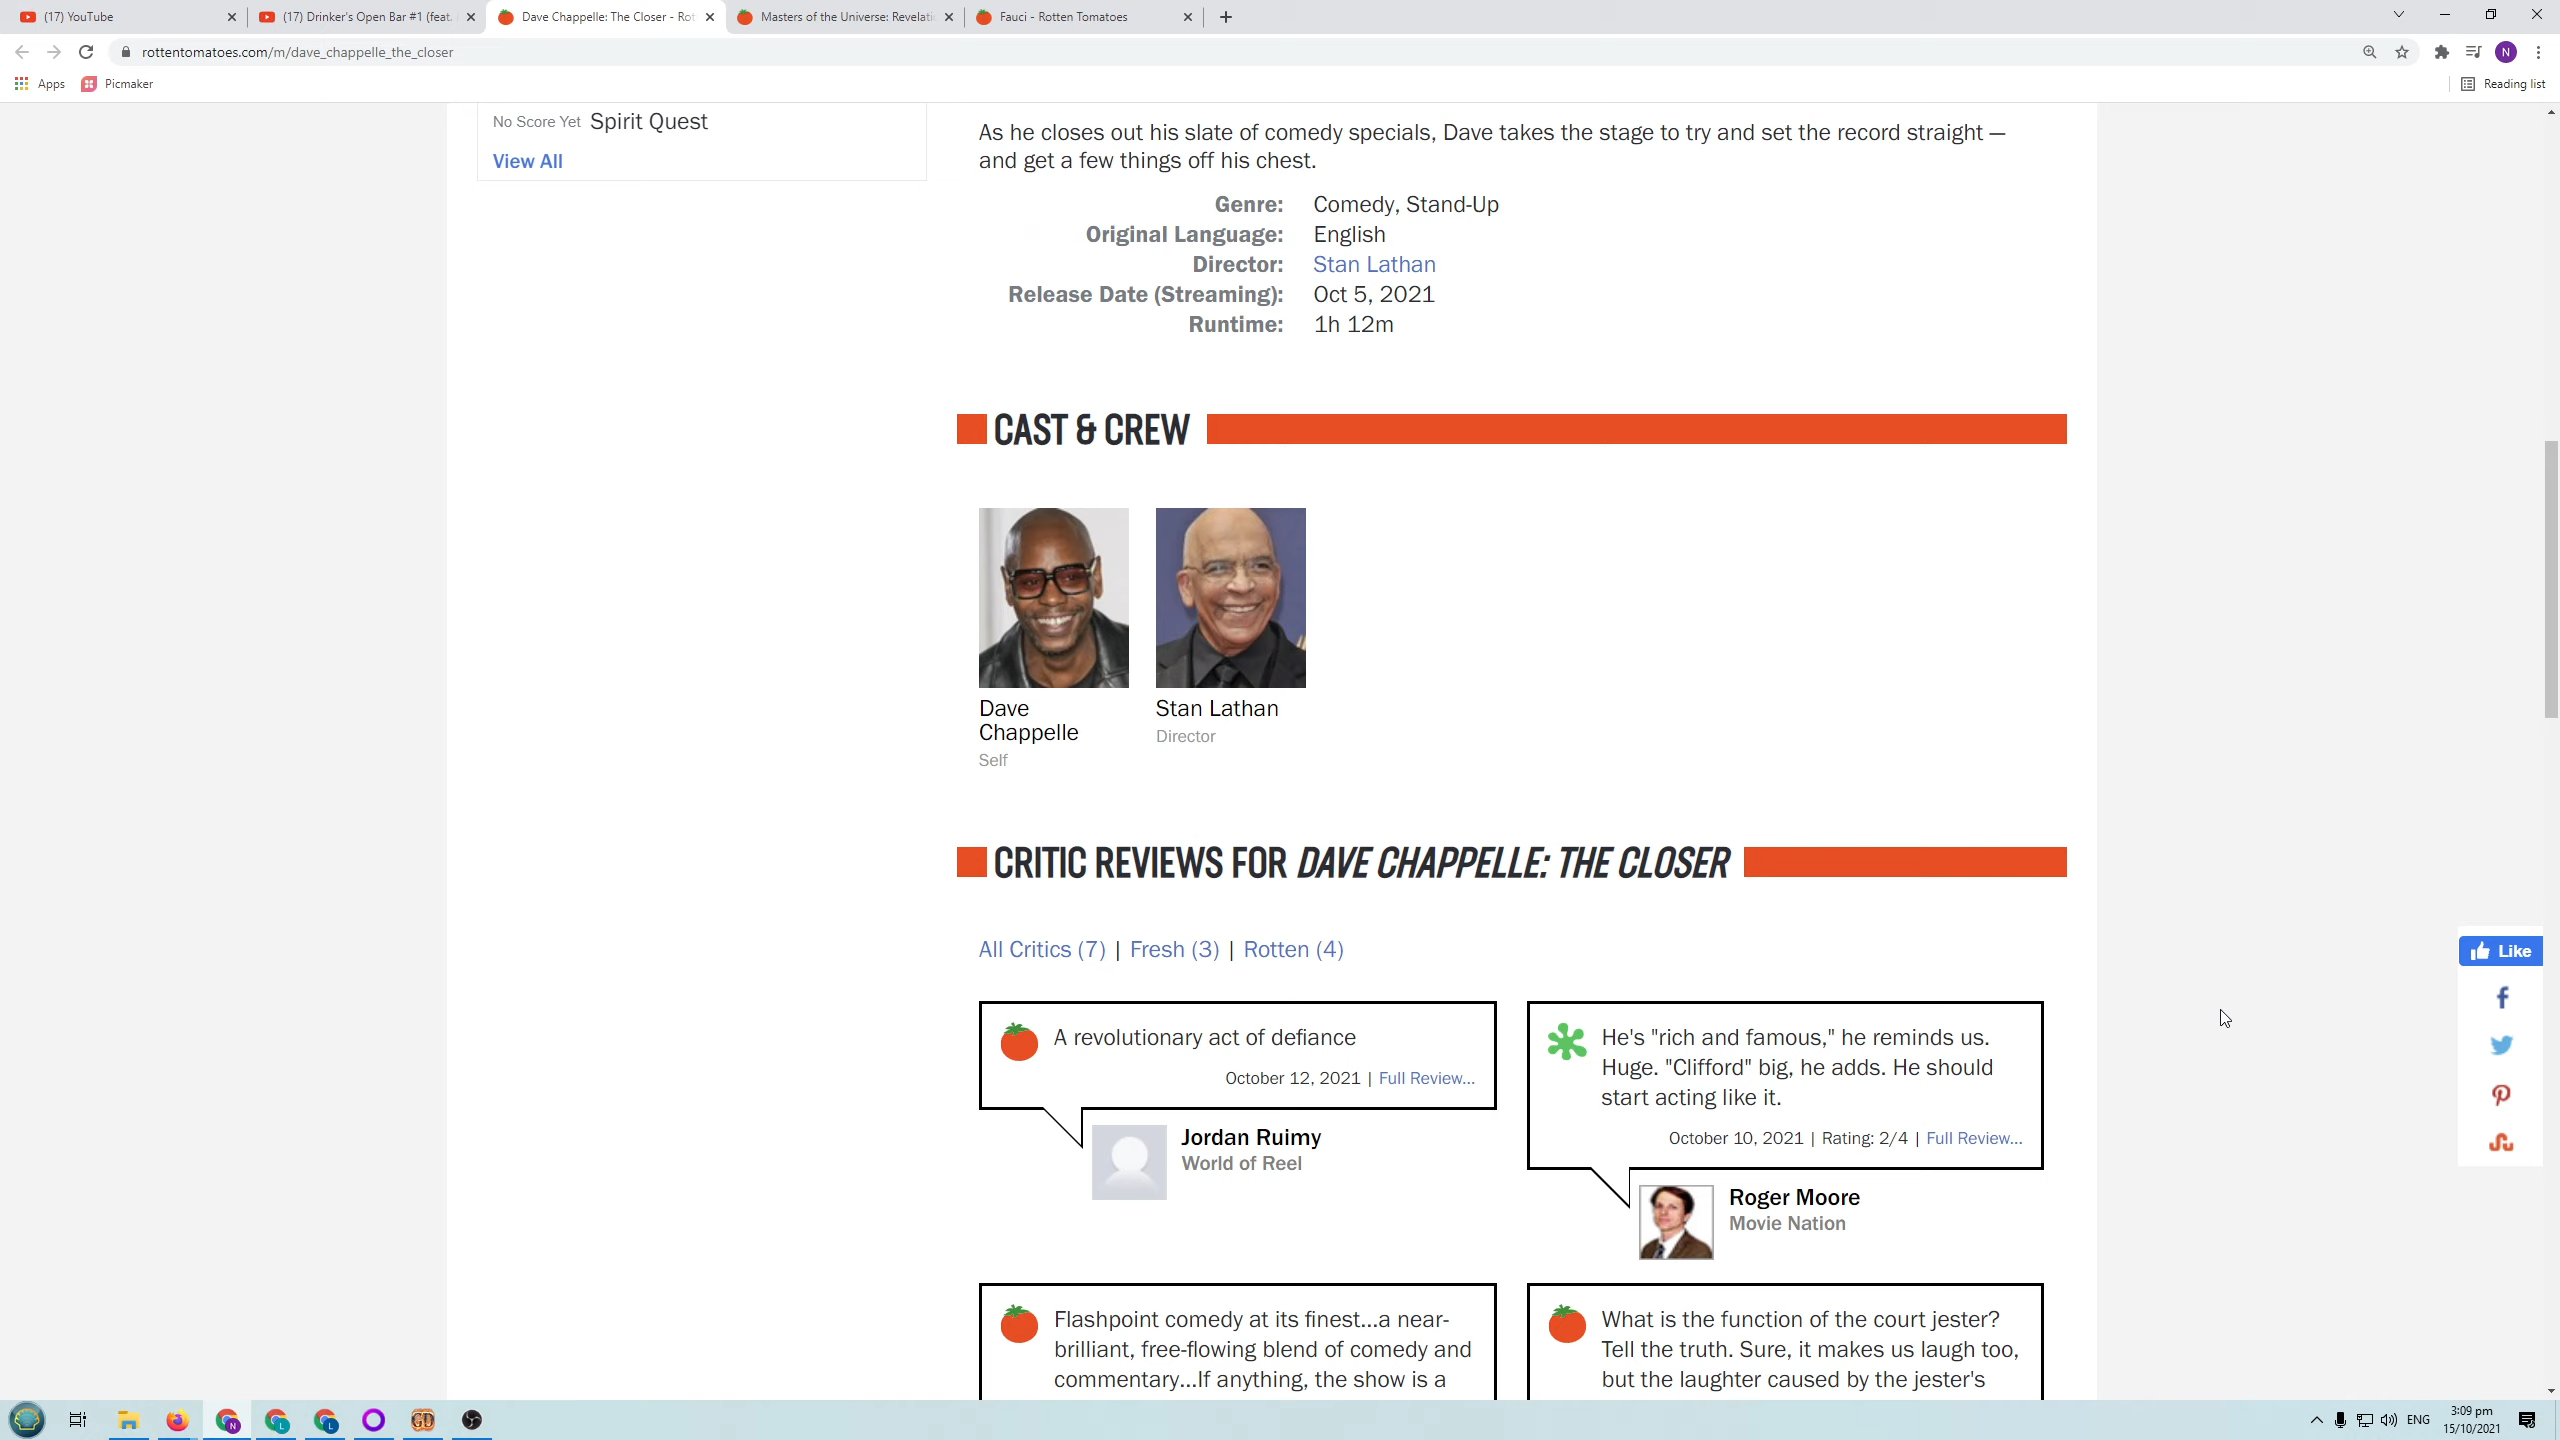 (17) YouTube
(17) Drinker's Open Bar #1 (feat.
Dave Chappelle: The Closer - Rot
Masters of the Universe: Revelati
Fauci - Rotten Tomatoes
rottentomatoes.com/m/dave_chappelle_the_closer
N
Apps
Picmaker
Reading list
No Score Yet Spirit Quest
View All
As he closes out his slate of comedy specials, Dave takes the stage to try and set the record straight —
and get a few things off his chest.
Genre: Comedy, Stand-Up
Original Language: English
Director: Stan Lathan
Release Date (Streaming): Oct 5, 2021
Runtime: 1h 12m
CAST & CREW
Dave
Chappelle
Self
Stan Lathan
Director
CRITIC REVIEWS FOR DAVE CHAPPELLE: THE CLOSER
All Critics (7) | Fresh (3) | Rotten (4)
A revolutionary act of defiance
October 12, 2021 | Full Review...
Jordan Ruimy
World of Reel
He's "rich and famous," he reminds us.
Huge. "Clifford" big, he adds. He should
start acting like it.
October 10, 2021 | Rating: 2/4 | Full Review...
Roger Moore
Movie Nation
Flashpoint comedy at its finest...a near-
brilliant, free-flowing blend of comedy and
commentary...If anything, the show is a
What is the function of the court jester?
Tell the truth. Sure, it makes us laugh too,
but the laughter caused by the jester's
Like
N
L
L
GD
ENG
3:09 pm
15/10/2021